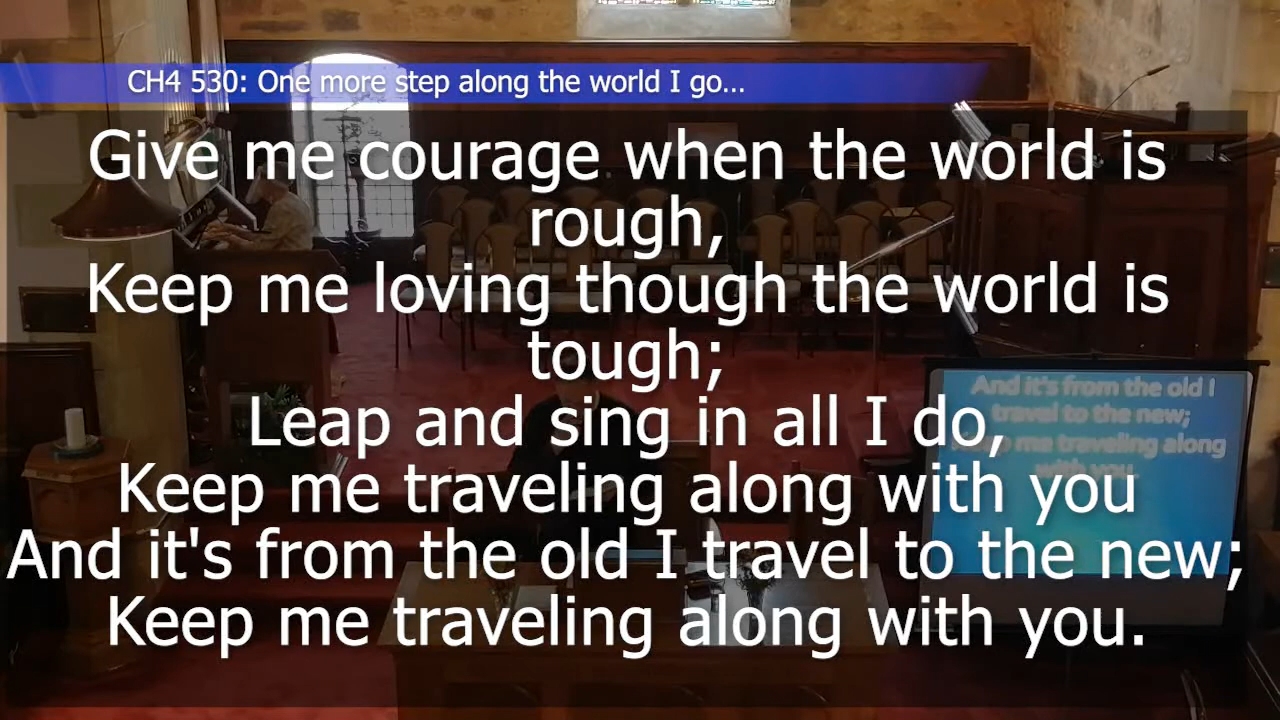 CH4 530: One more step along the world I go...
Give me courage when the world is
rough,
Keep me loving though the world is
tough;
Leap and sing in all I do,
Keep me traveling along with you
And it's from the old I travel to the new;
Keep me traveling along with you.
And it's from the old I
travel to the new;
me traveling along
with you.